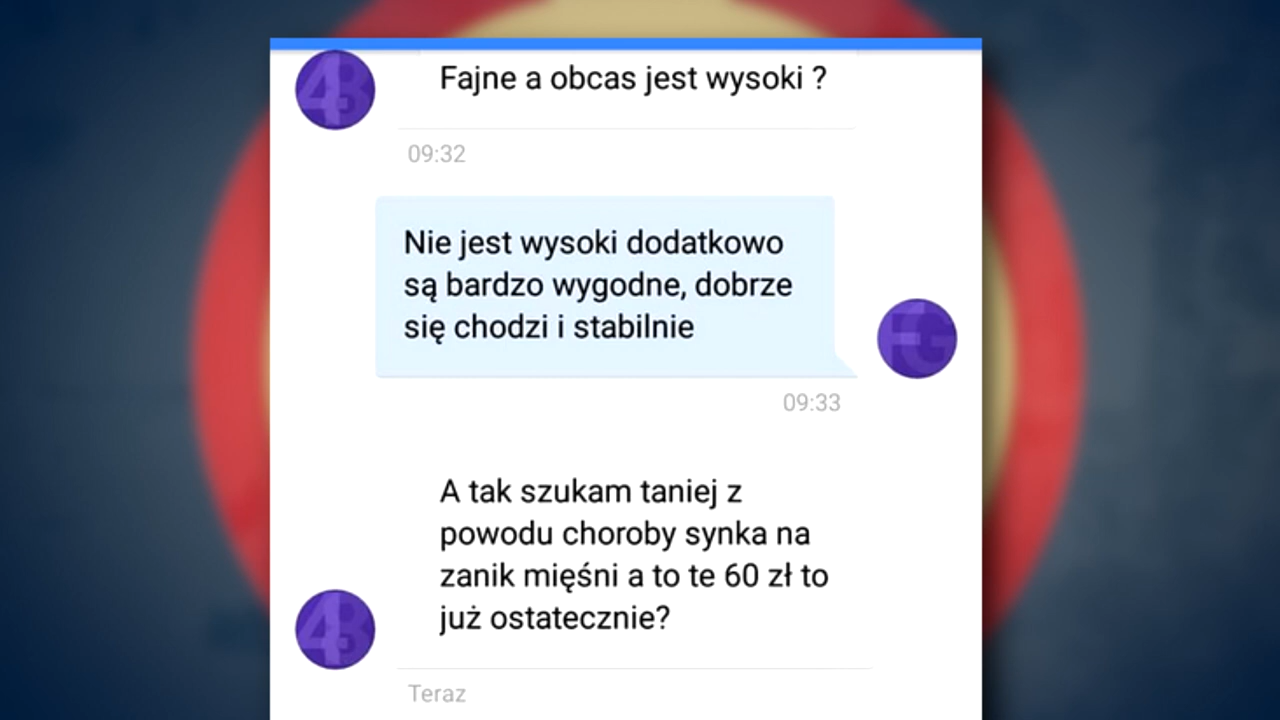 Fajne a obcas jest wysoki ?
09:32
Nie jest wysoki dodatkowo
są bardzo wygodne, dobrze
się chodzi i stabilnie
09:33
A tak szukam taniej z
powodu choroby synka na
zanik mięśni a to te 60 zł to
już ostatecznie?
Teraz